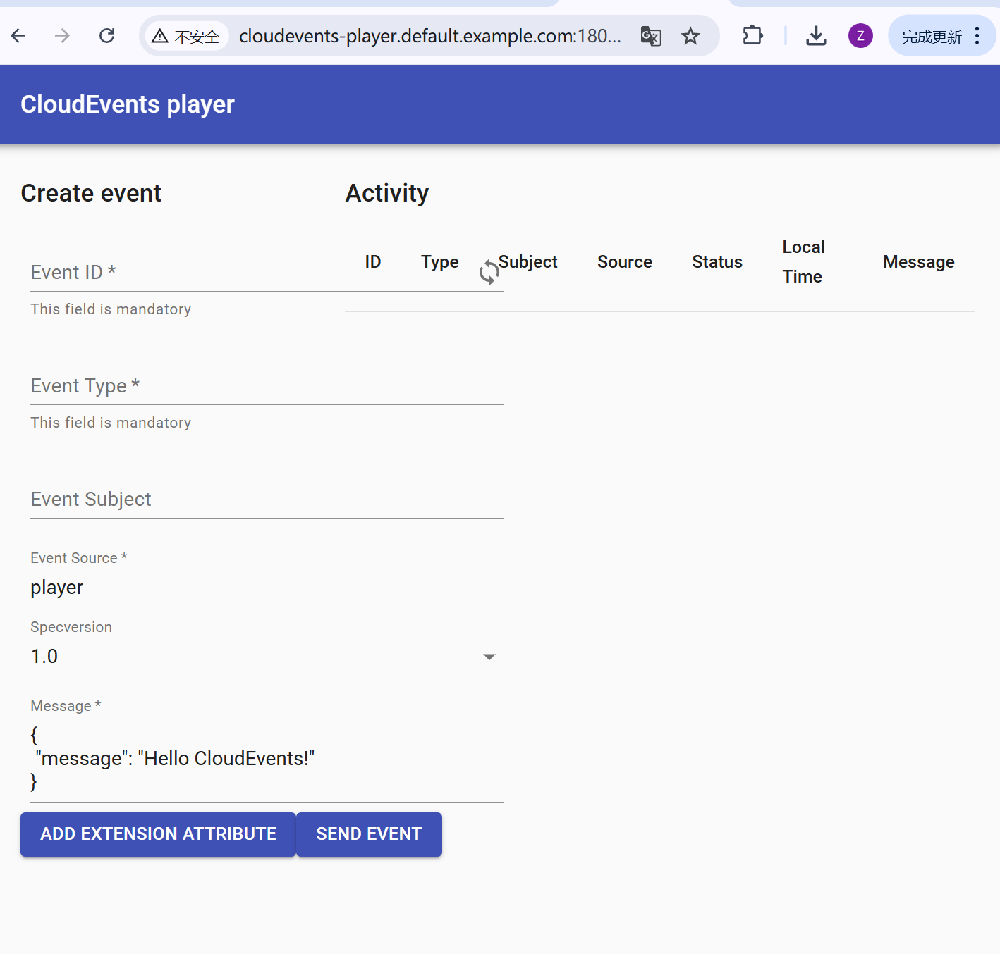 不安全
cloudevents-player.default.example.com:180...
Z
完成更新
CloudEvents player
Create event
Activity
Event ID *
This field is mandatory
ID
Type
Subject
Source
Status
Local
Time
Message
Event Type *
This field is mandatory
Event Subject
Event Source *
player
Specversion
1.0
Message *
{
"message": "Hello CloudEvents!"
}
ADD EXTENSION ATTRIBUTE
SEND EVENT